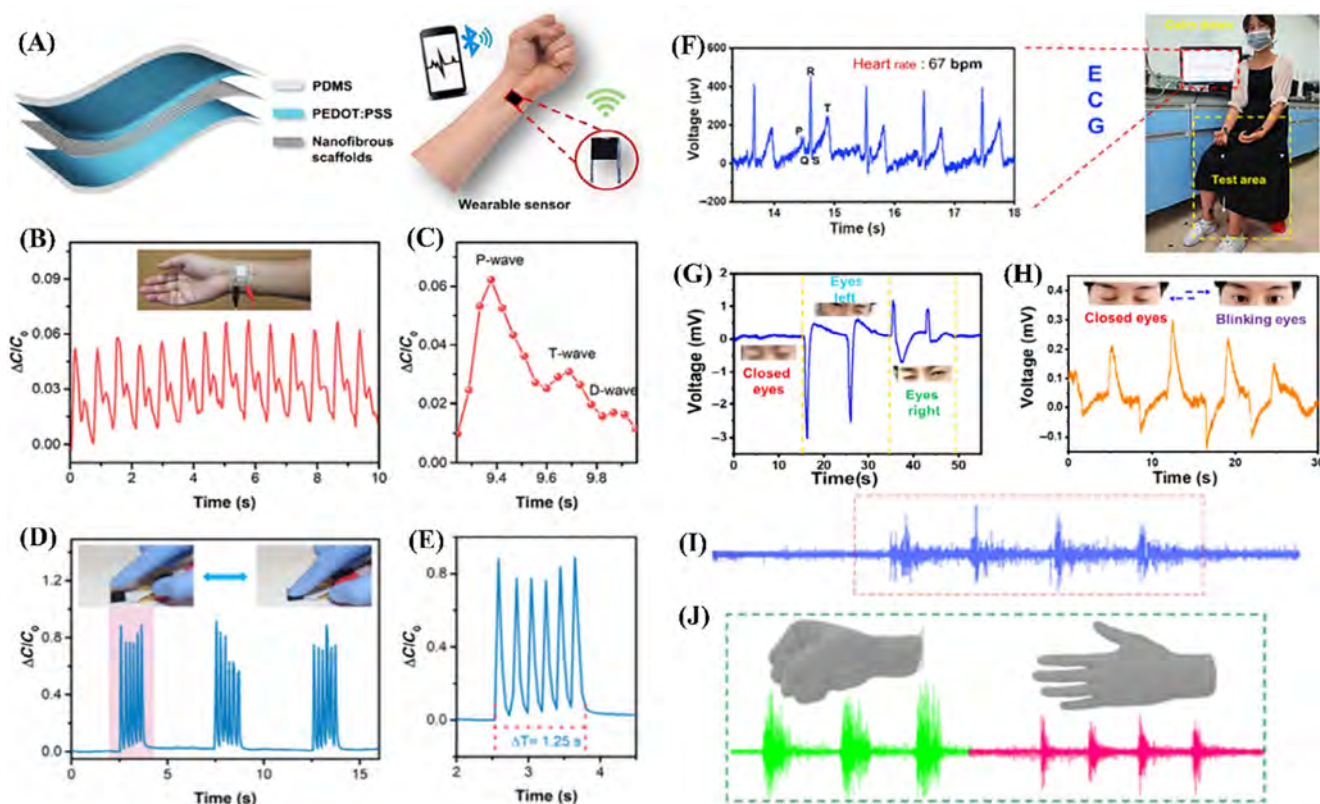 (A)
PDMS
PEDOT:PSS
Nanofibrous
scaffolds
Wearable sensor
(B)
ΔC/C₀
0.09
0.06
0.03
0.00
0
2
4
6
8
10
Time (s)
(C)
P-wave
T-wave
D-wave
0.06
0.04
0.02
0.00
9.4
9.6
9.8
Time (s)
(D)
ΔC/C₀
1.2
0.8
0.4
0.0
0
5
10
15
Time (s)
(E)
1.2
0.8
0.4
0.0
ΔT= 1.25 s
2
3
4
Time (s)
(F)
Voltage (μv)
600
400
200
0
−200
Heart rate : 67 bpm
R
P
T
Q S
14
15
16
17
18
Time (s)
E
C
G
Calm down
Test area
(G)
Voltage (mV)
2
1
0
−1
−2
−3
Eyes
left
Closed
eyes
Eyes
right
0
10
20
30
40
50
Time(s)
(H)
Voltage (mV)
0.4
0.3
0.2
0.1
0.0
−0.1
Closed eyes
Blinking eyes
0
10
20
30
Time (s)
(I)
(J)